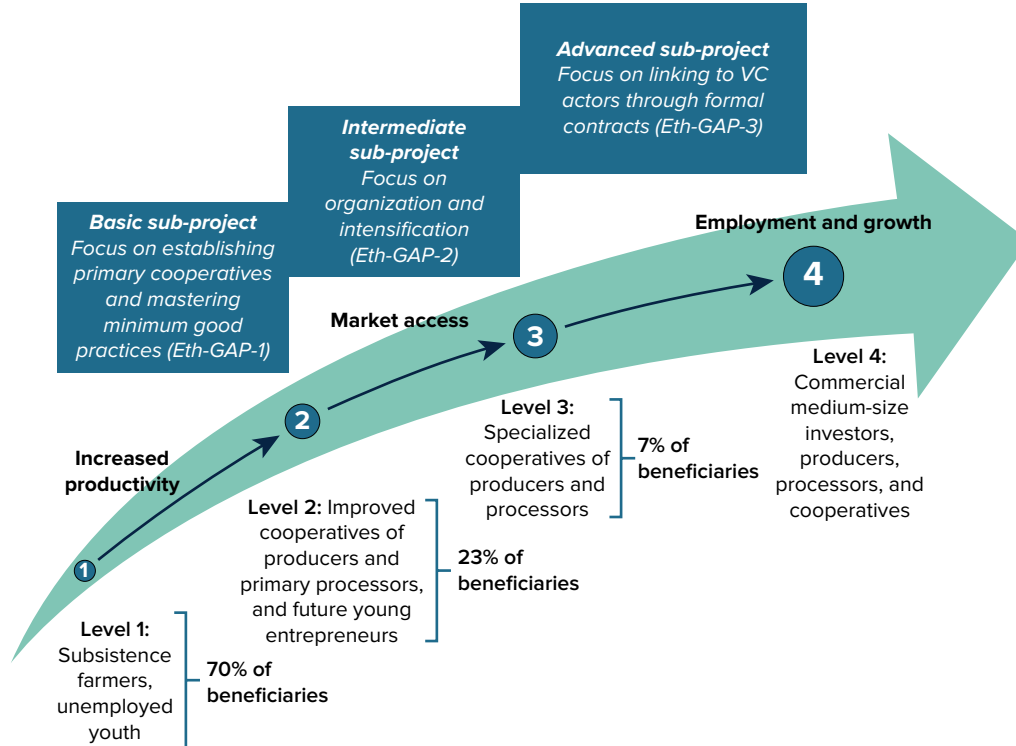 Advanced sub-project
Focus on linking to VC
actors through formal
contracts (Eth-GAP-3)
Intermediate
sub-project
Focus on
organization and
intensification
(Eth-GAP-2)
Basic sub-project
Focus on establishing
primary cooperatives
and mastering
minimum good
practices (Eth-GAP-1)
Employment and growth
4
Market access
3
2
Increased
productivity
1
Level 1:
Subsistence
farmers,
unemployed
youth
70% of
beneficiaries
Level 2: Improved
cooperatives of
producers and
primary processors,
and future young
entrepreneurs
23% of
beneficiaries
Level 3:
Specialized
cooperatives of
producers and
processors
7% of
beneficiaries
Level 4:
Commercial
medium-size
investors,
producers,
processors, and
cooperatives